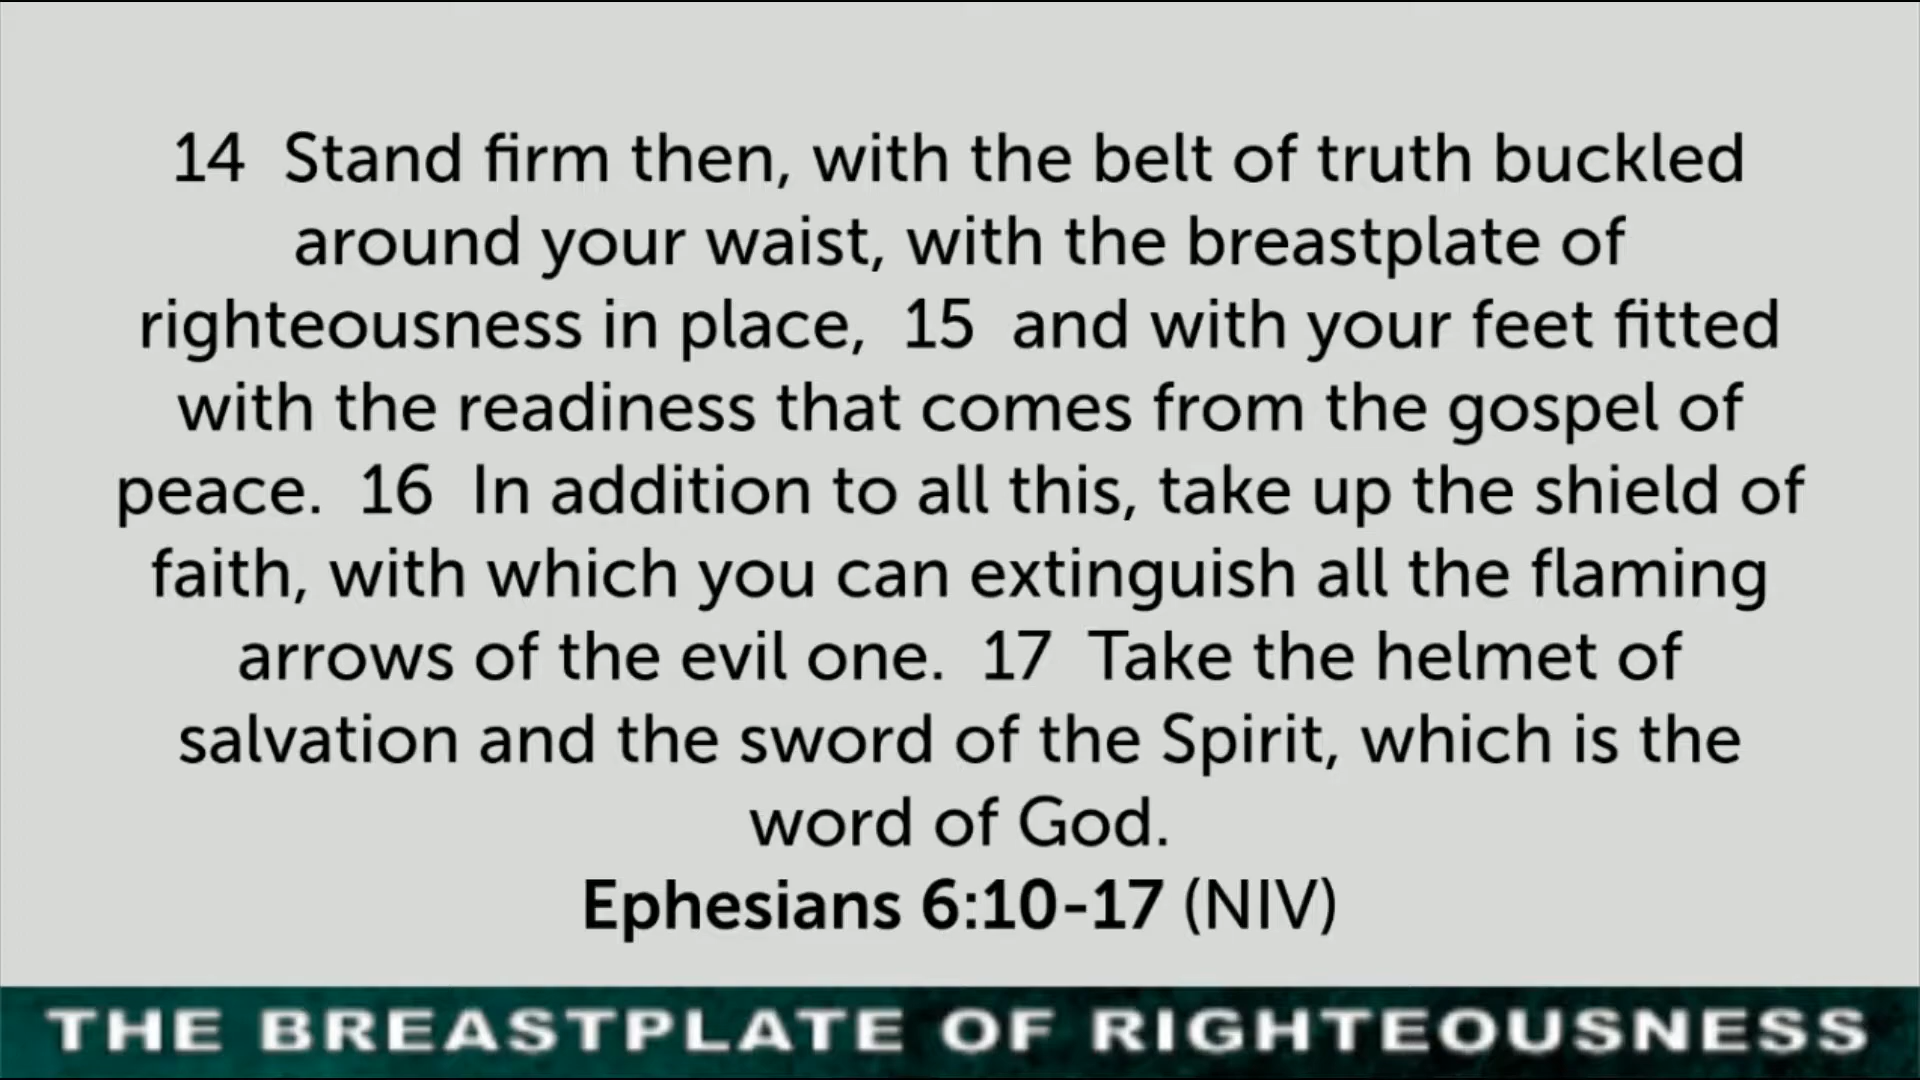 14 Stand firm then, with the belt of truth buckled
around your waist, with the breastplate of
righteousness in place, 15 and with your feet fitted
with the readiness that comes from the gospel of
peace. 16 In addition to all this, take up the shield of
faith, with which you can extinguish all the flaming
arrows of the evil one. 17 Take the helmet of
salvation and the sword of the Spirit, which is the
word of God.
Ephesians 6:10-17 (NIV)
THE BREASTPLATE OF RIGHTEOUSNESS